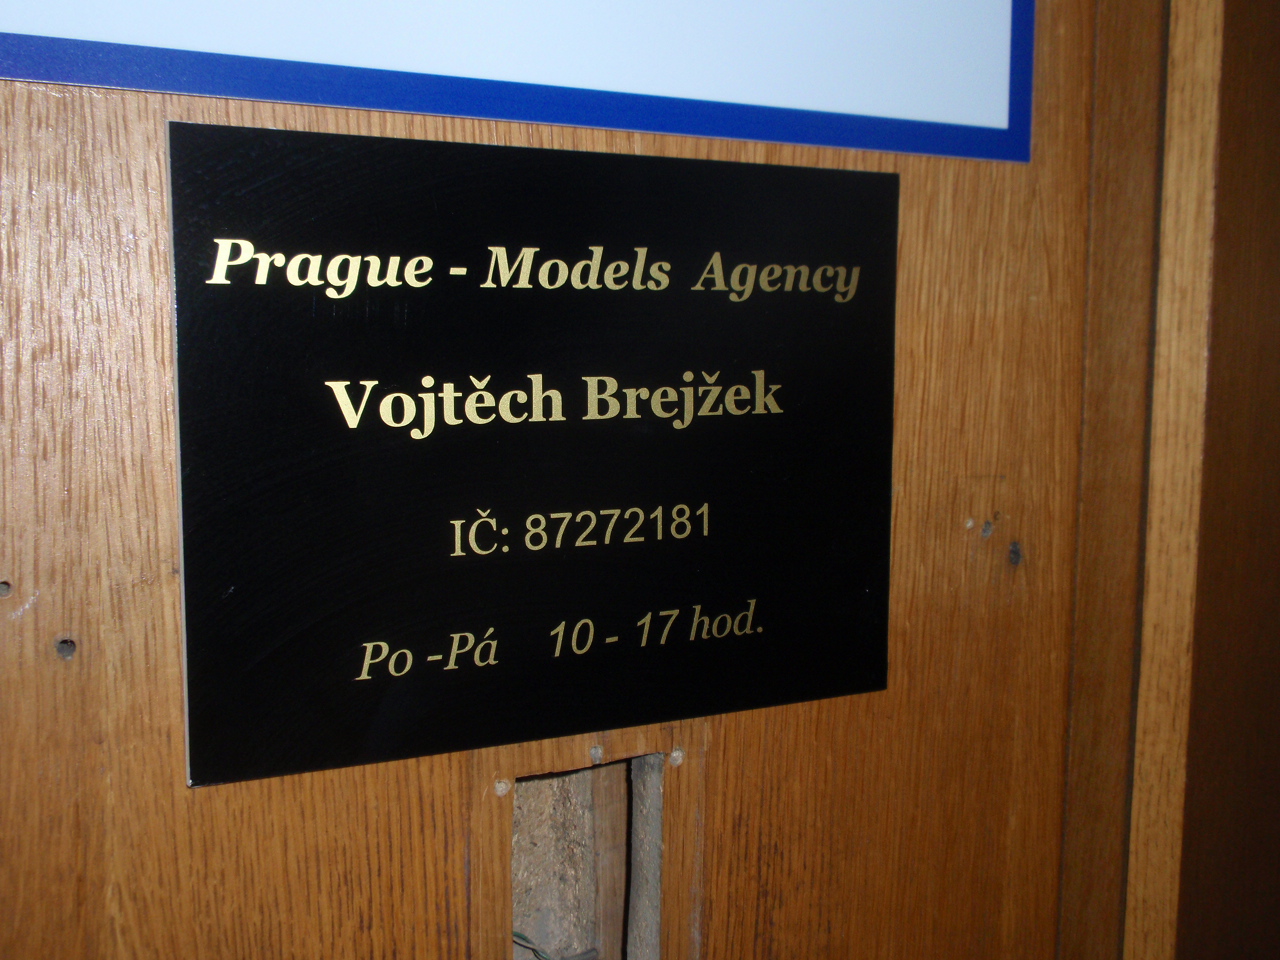 Prague - Models Agency
Vojtěch Brejžek
IČ: 87272181
Po -Pá 10 - 17 hod.